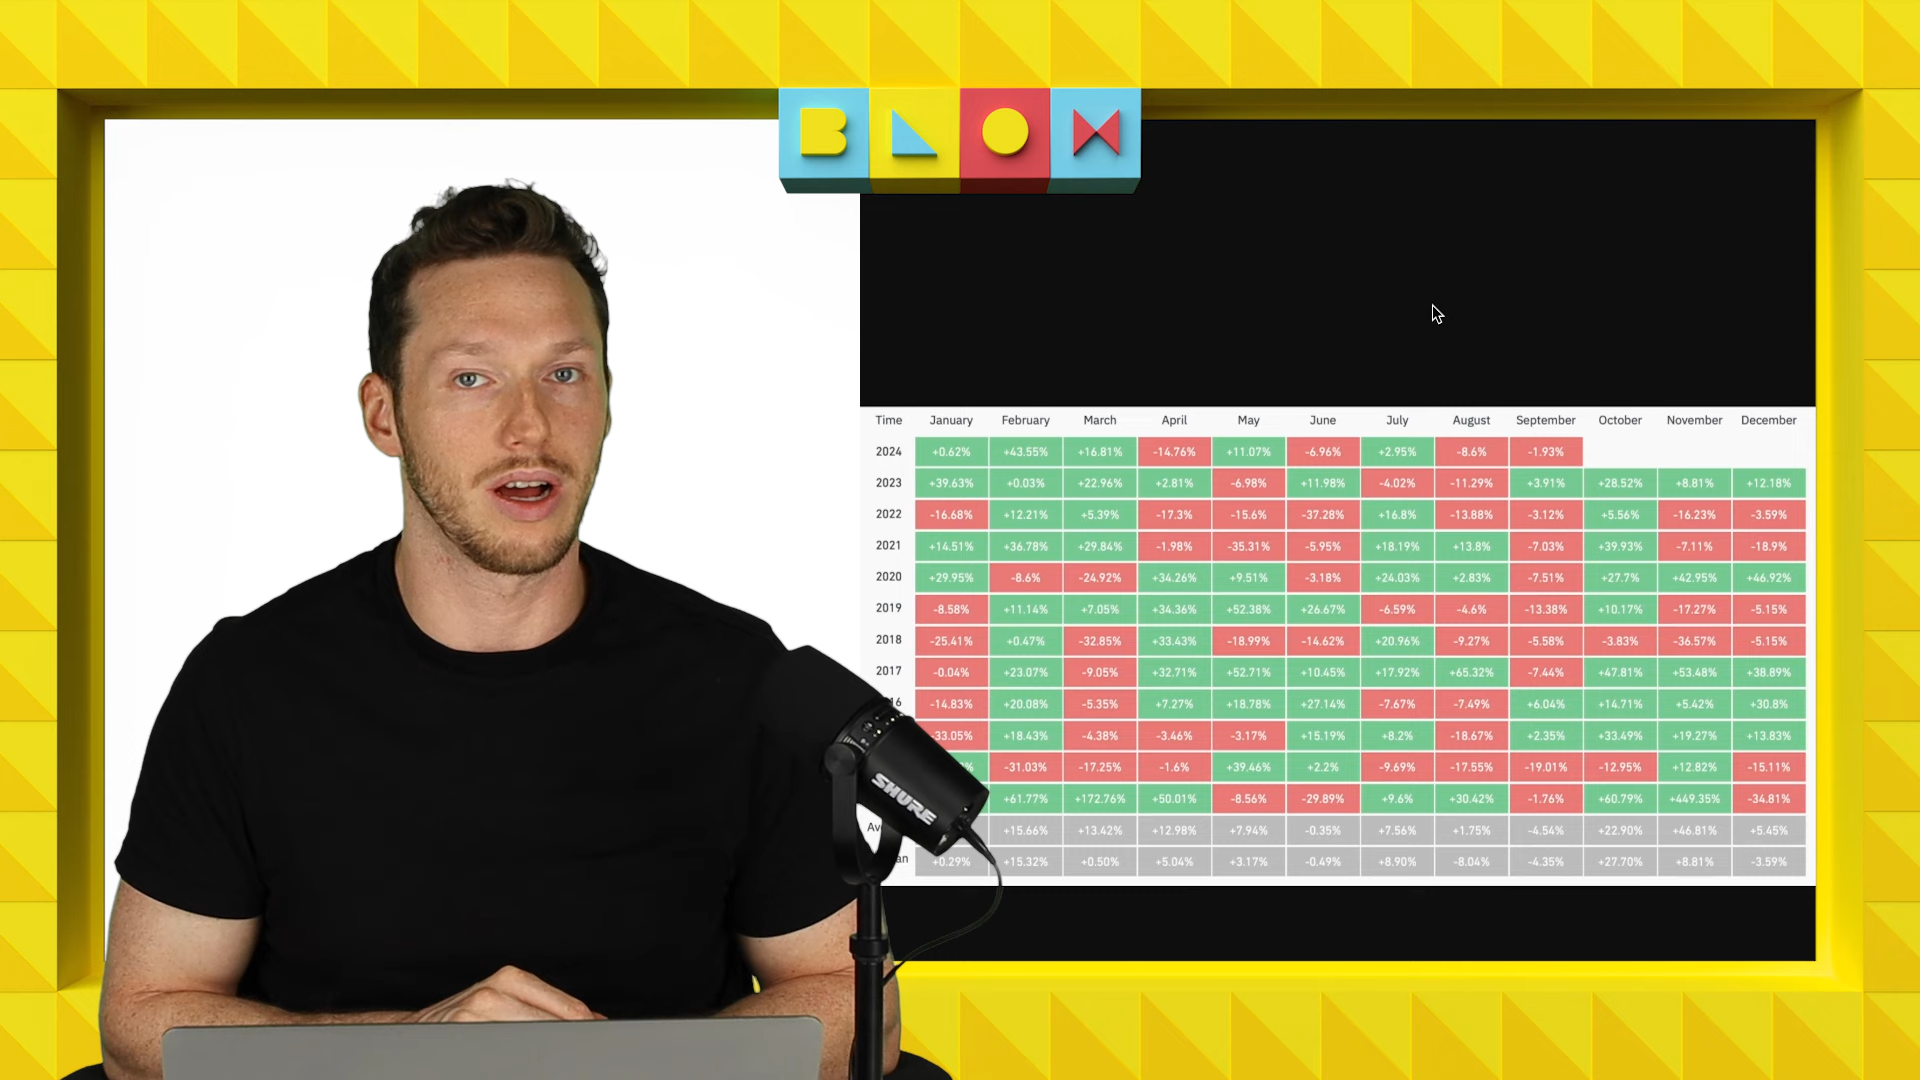 BLOM
Time January February March April May June July August September October November December
2024 +0.62% +43.55% +16.81% -14.76% +11.07% -6.96% +2.95% -8.6% -1.93%
2023 +39.63% +0.03% +22.96% +2.81% -6.98% +11.98% -4.02% -11.29% +3.91% +28.52% +8.81% +12.18%
2022 -16.68% +12.21% +5.39% -17.3% -15.6% -37.28% +16.8% -13.88% -3.12% +5.56% -16.23% -3.59%
2021 +14.51% +36.78% +29.84% -1.98% -35.31% -5.95% +18.19% +13.8% -7.03% +39.93% -7.11% -18.9%
2020 +29.95% -8.6% -24.92% +34.26% +9.51% -3.18% +24.03% +2.83% -7.51% +27.7% +42.95% +46.92%
2019 -8.58% +11.14% +7.05% +34.36% +52.38% +26.67% -6.59% -4.6% -13.38% +10.17% -17.27% -5.15%
2018 -25.41% +0.47% -32.85% +33.43% -18.99% -14.62% +20.96% -9.27% -5.58% -3.83% -36.57% -5.15%
2017 -0.04% +23.07% -9.05% +32.71% +52.71% +10.45% +17.92% +65.32% -7.44% +47.81% +53.48% +38.89%
16 -14.83% +20.08% -5.35% +7.27% +18.78% +27.14% -7.67% -7.49% +6.04% +14.71% +5.42% +30.8%
33.05% +18.43% -4.38% -3.46% -3.17% +15.19% +8.2% -18.67% +2.35% +33.49% +19.27% +13.83%
% -31.03% -17.25% -1.6% +39.46% +2.2% -9.69% -17.55% -19.01% -12.95% +12.82% -15.11%
+61.77% +172.76% +50.01% -8.56% -29.89% +9.6% +30.42% -1.76% +60.79% +449.35% -34.81%
Av +15.66% +13.42% +12.98% +7.94% -0.35% +7.56% +1.75% -4.54% +22.90% +46.81% +5.45%
an +0.29% +15.32% +0.50% +5.04% +3.17% -0.49% +8.90% -8.04% -4.35% +27.70% +8.81% -3.59%
SHURE